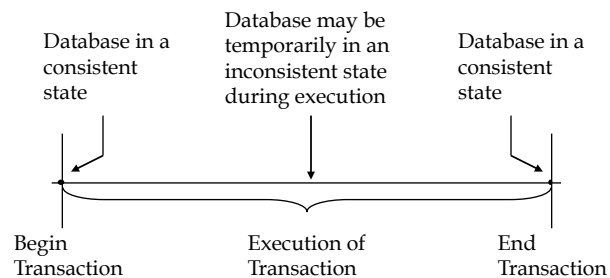 Database in a
consistent
state
Database may be
temporarily in an
inconsistent state
during execution
Database in a
consistent
state
Begin
Transaction
Execution of
Transaction
End
Transaction